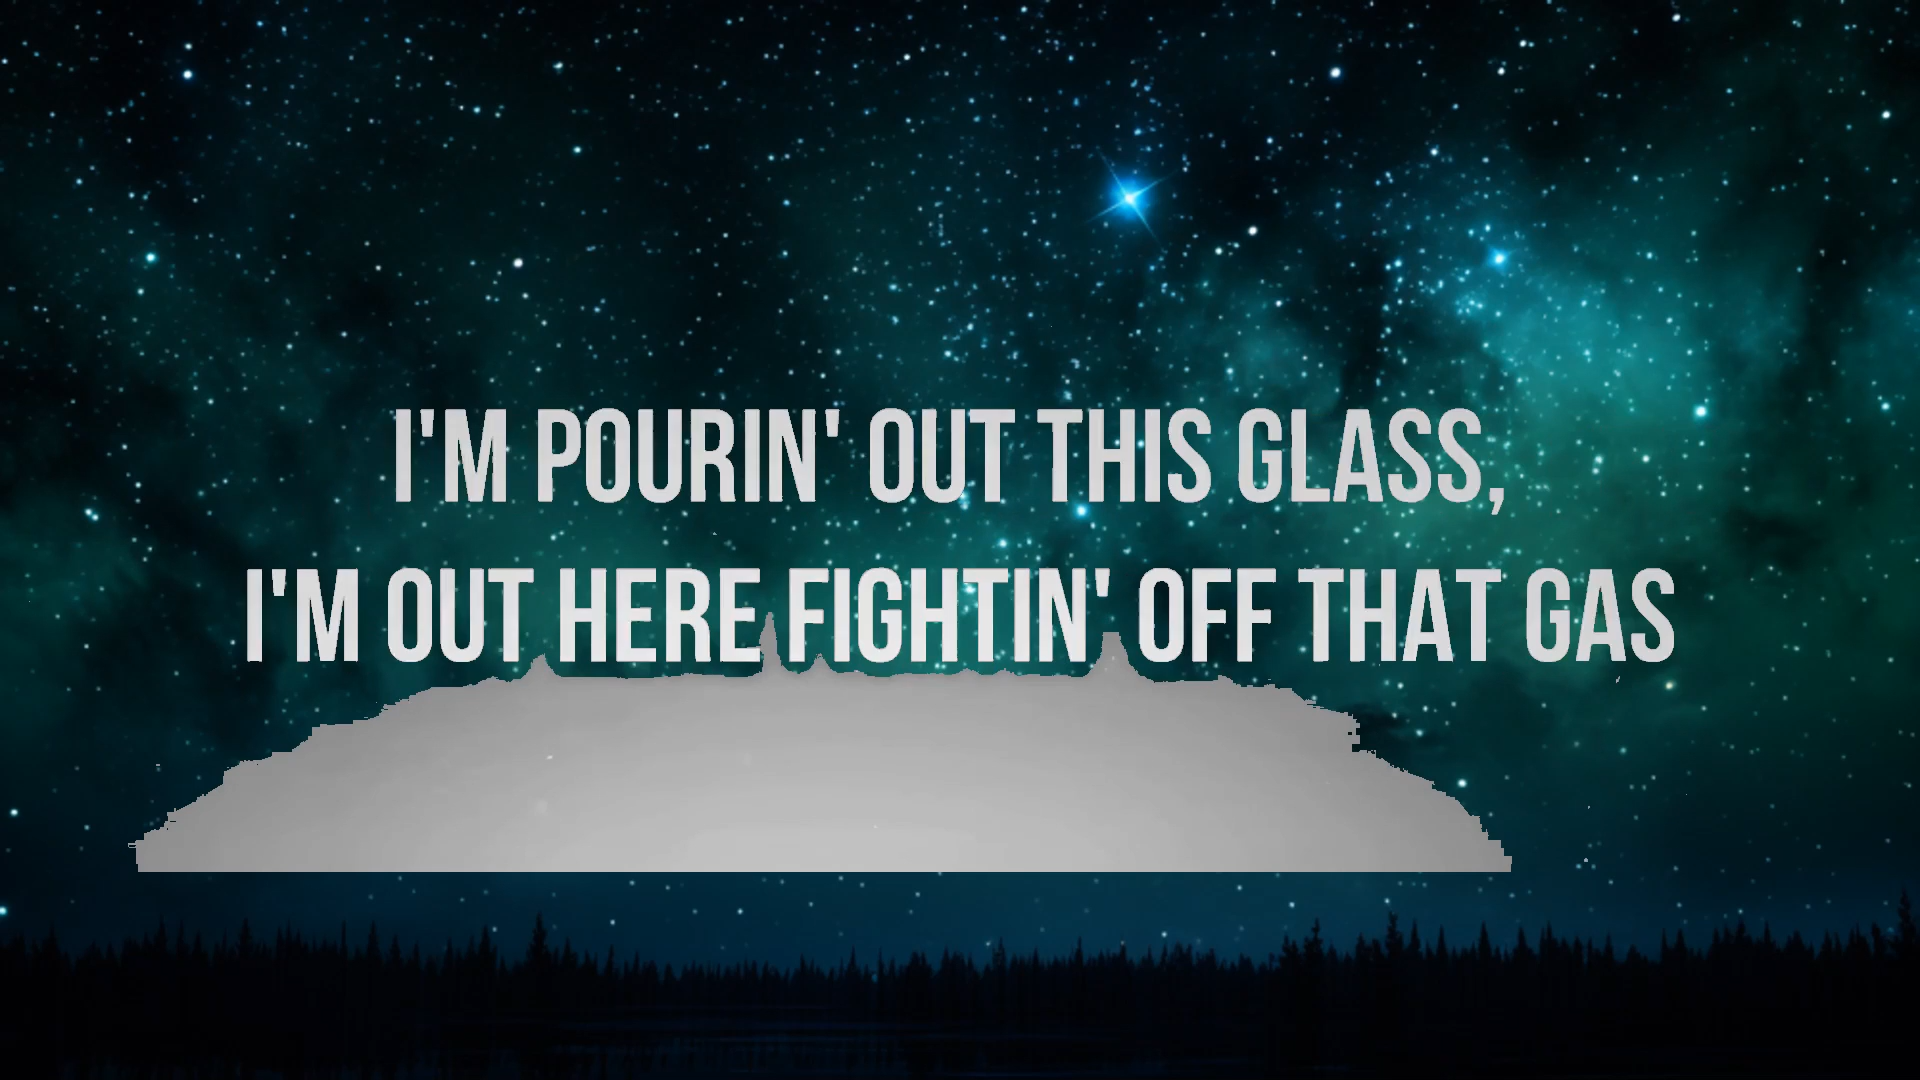 I'M POURIN' OUT THIS GLASS,
I'M OUT HERE FIGHTIN' OFF THAT GAS